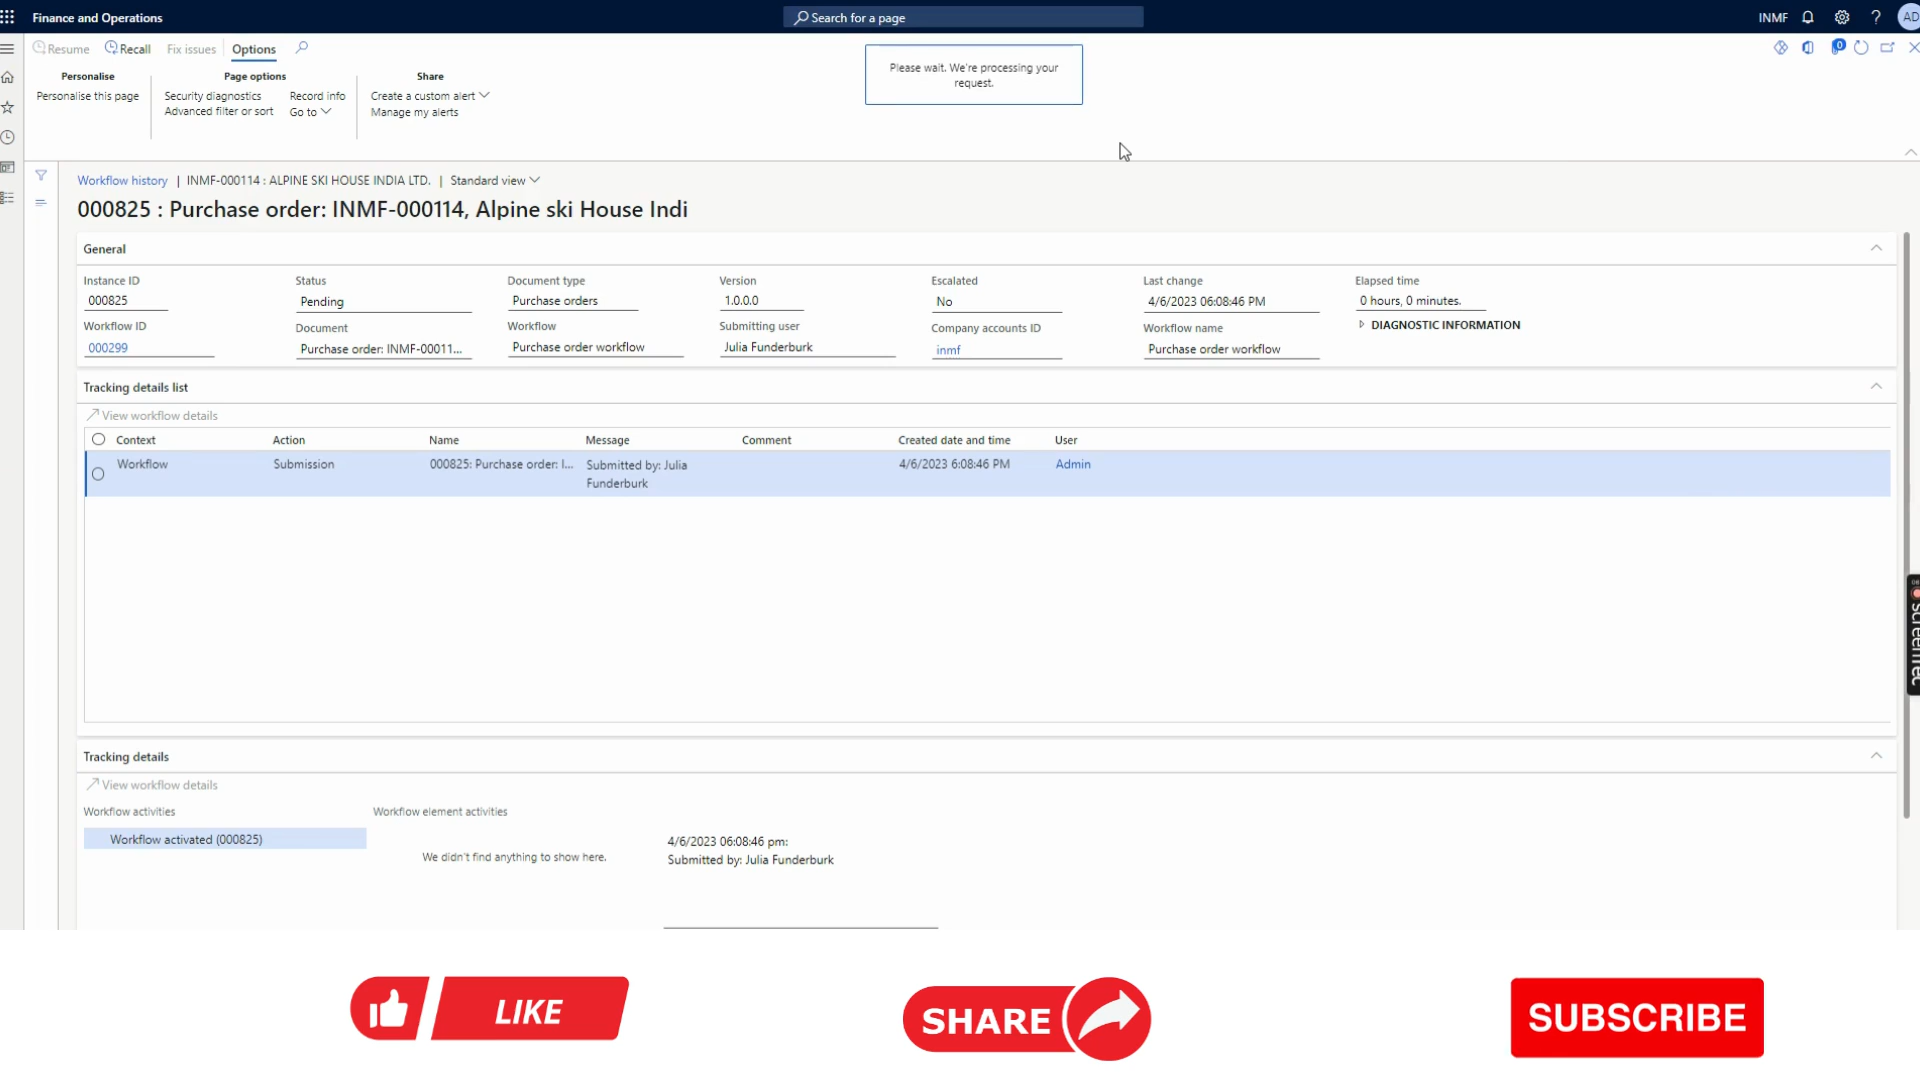 Finance and Operations
Search for a page
INMF
?
AD
Resume
Recall
Fix issues
Options
0
Please wait. We're processing your
request.
Personalise
Personalise this page
Page options
Security diagnostics
Advanced filter or sort
Record info
Go to
Share
Create a custom alert
Manage my alerts
Workflow history | INMF-000114 : ALPINE SKI HOUSE INDIA LTD. | Standard view
000825 : Purchase order: INMF-000114, Alpine ski House Indi
General
Instance ID
000825
Status
Pending
Document type
Purchase orders
Version
1.0.0.0
Escalated
No
Last change
4/6/2023 06:08:46 PM
Elapsed time
0 hours, 0 minutes.
Workflow ID
000299
Document
Purchase order: INMF-00011...
Workflow
Purchase order workflow
Submitting user
Julia Funderburk
Company accounts ID
inmf
Workflow name
Purchase order workflow
DIAGNOSTIC INFORMATION
Tracking details list
View workflow details
Context Action Name Message Comment Created date and time User
Workflow Submission 000825: Purchase order: I... Submitted by: Julia 4/6/2023 6:08:46 PM Admin
Funderburk
Tracking details
View workflow details
Workflow activities
Workflow activated (000825)
Workflow element activities
We didn't find anything to show here.
4/6/2023 06:08:46 pm:
Submitted by: Julia Funderburk
LIKE
SHARE
SUBSCRIBE